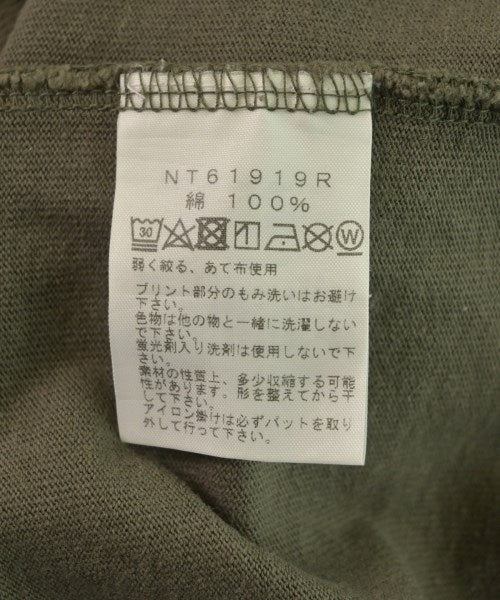 NT61919R
綿 100%
30 W
弱く絞る、あて布使用
プリント部分のもみ洗いはお避け
下さい。
色物は他の物と一緒に洗濯しない
で下さい。
蛍光剤入り洗剤は使用しないで下
さい。
素材の性質上、多少収縮する可能
性があります。形を整えてから干
して下さい。
アイロン掛けは必ずパットを取り
外して行って下さい。